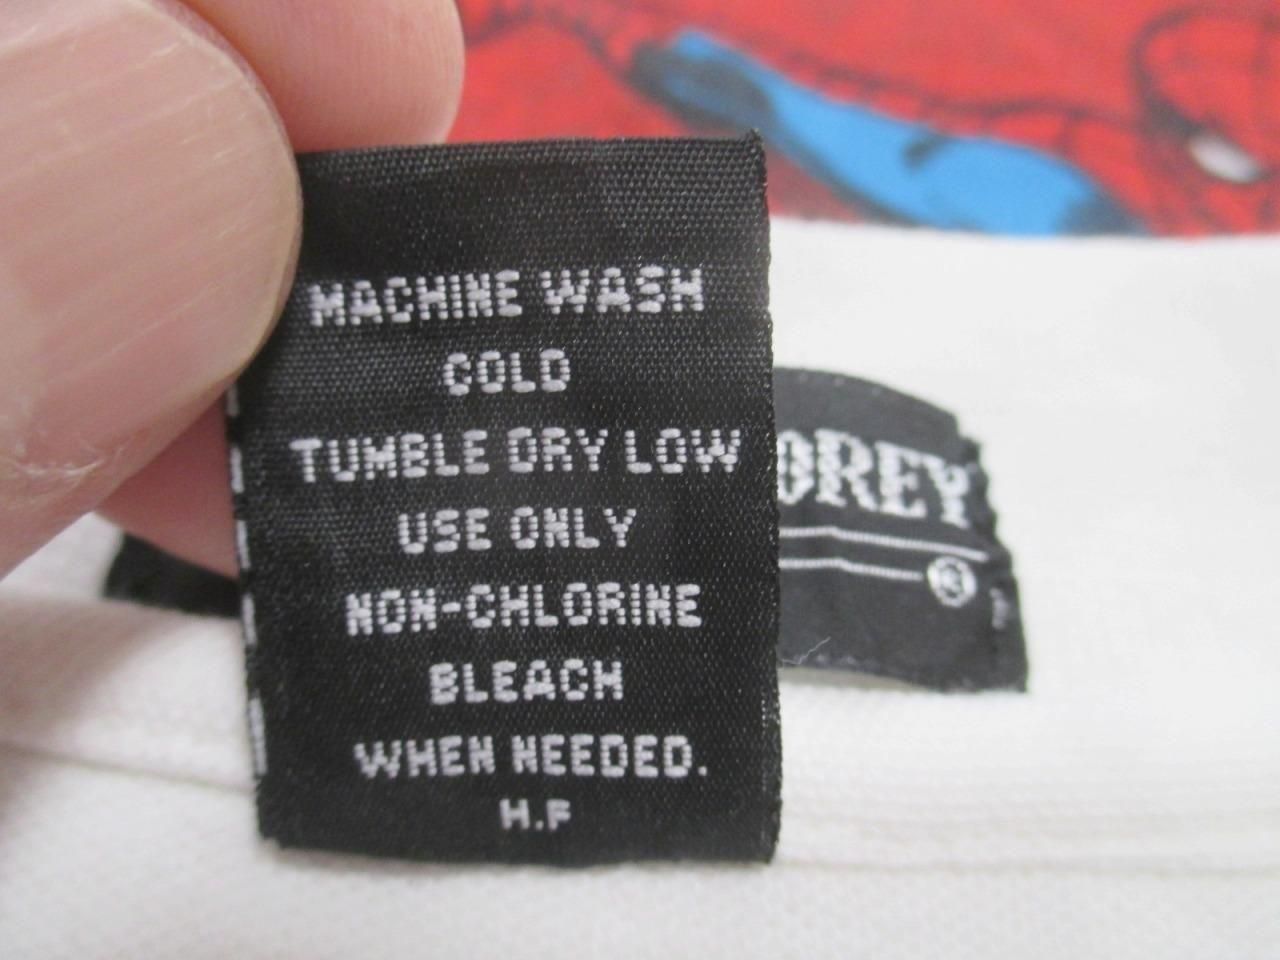 MACHINE WASH
COLD
TUMBLE DRY LOW
USE ONLY
NON-CHLORINE
BLEACH
WHEN NEEDED.
H.F
OREY
®